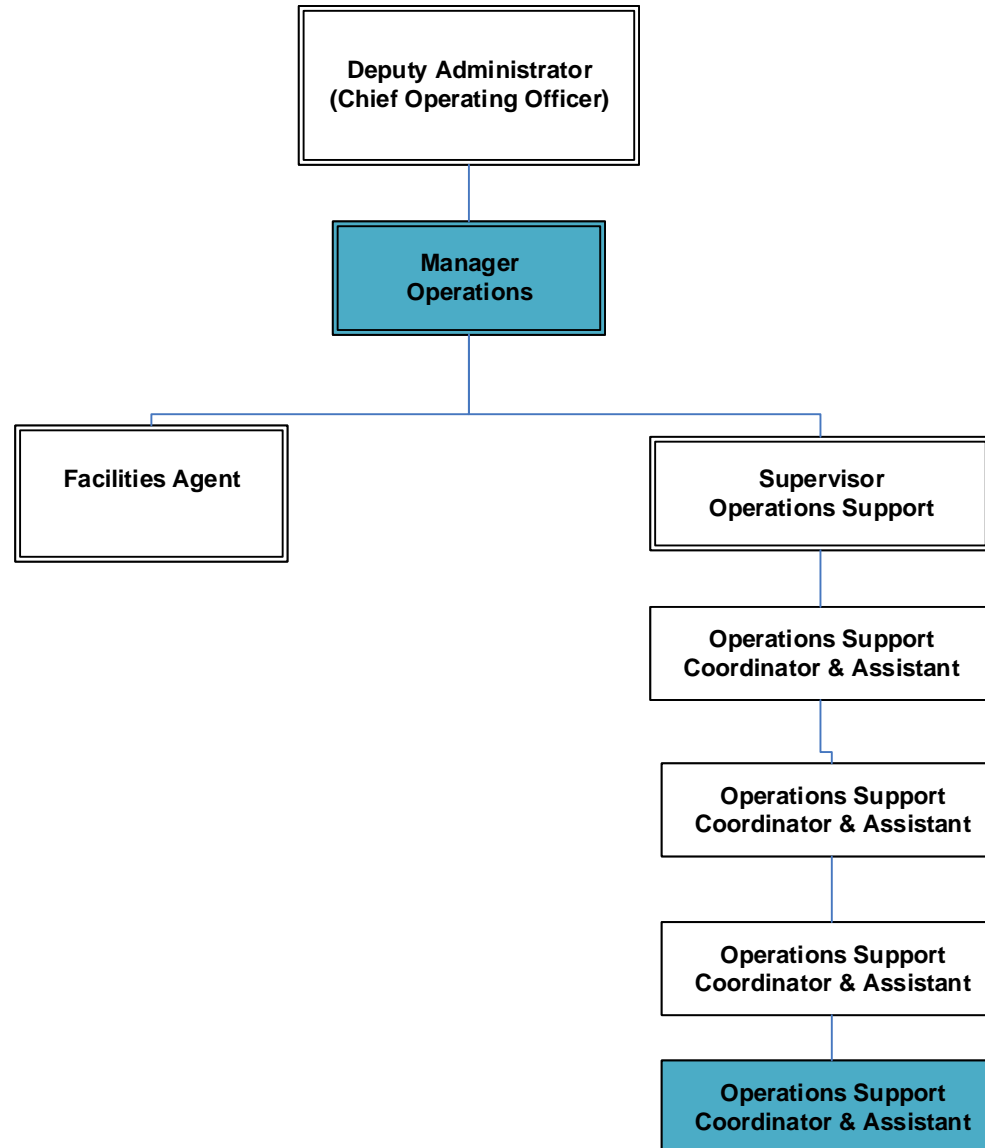 Deputy Administrator
(Chief Operating Officer)
Manager
Operations
Facilities Agent
Supervisor
Operations Support
Operations Support
Coordinator & Assistant
Operations Support
Coordinator & Assistant
Operations Support
Coordinator & Assistant
Operations Support
Coordinator & Assistant